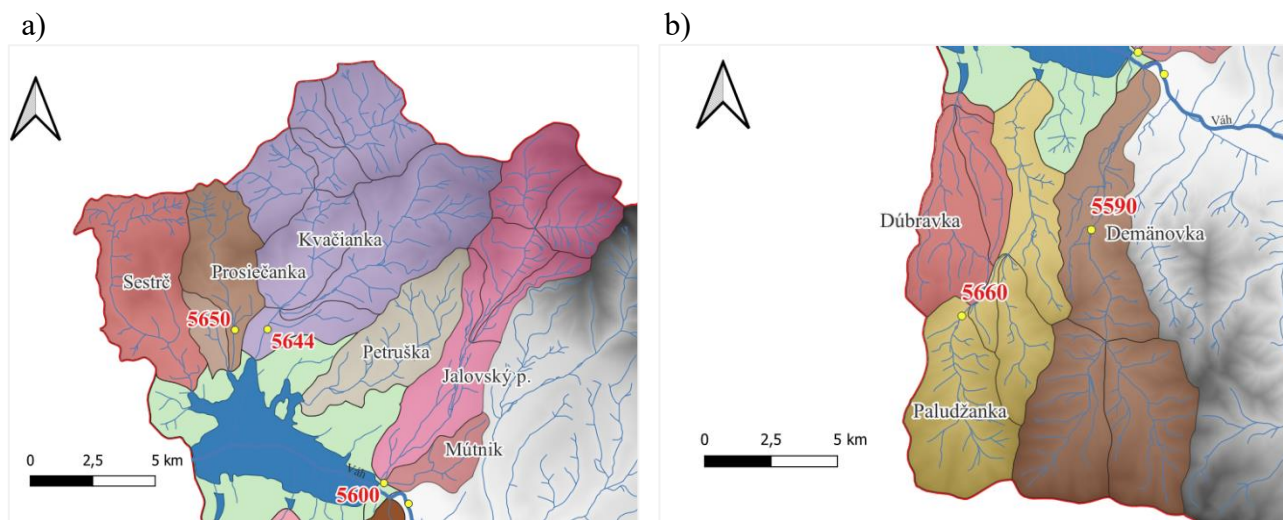 a)
Kvačianka
Sestrč
Prosiečanka
5650
5644
Petruška
Jalovský p.
Mútnik
0 2,5 5 km
Váh
5600
b)
Váh
Dúbravka
5590
Demänovka
5660
Paludžanka
0 2,5 5 km